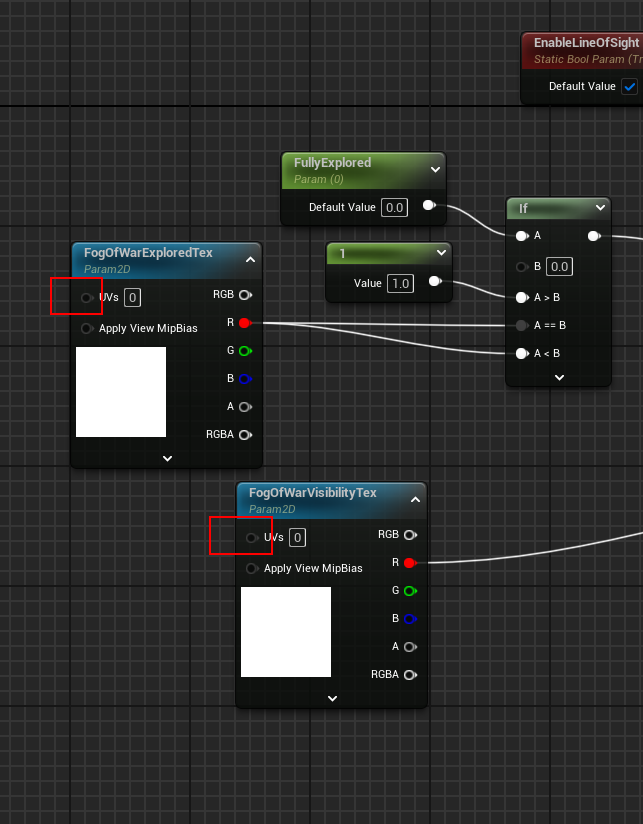 EnableLineOfSight
Static Bool Param (Tr
Default Value
FullyExplored
Param (0)
Default Value 0.0
If
A
B 0.0
A > B
A == B
A < B
1
Value 1.0
FogOfWarExploredTex
Param2D
UVs 0
RGB
Apply View MipBias
R
G
B
A
RGBA
FogOfWarVisibilityTex
Param2D
UVs 0
RGB
Apply View MipBias
R
G
B
A
RGBA